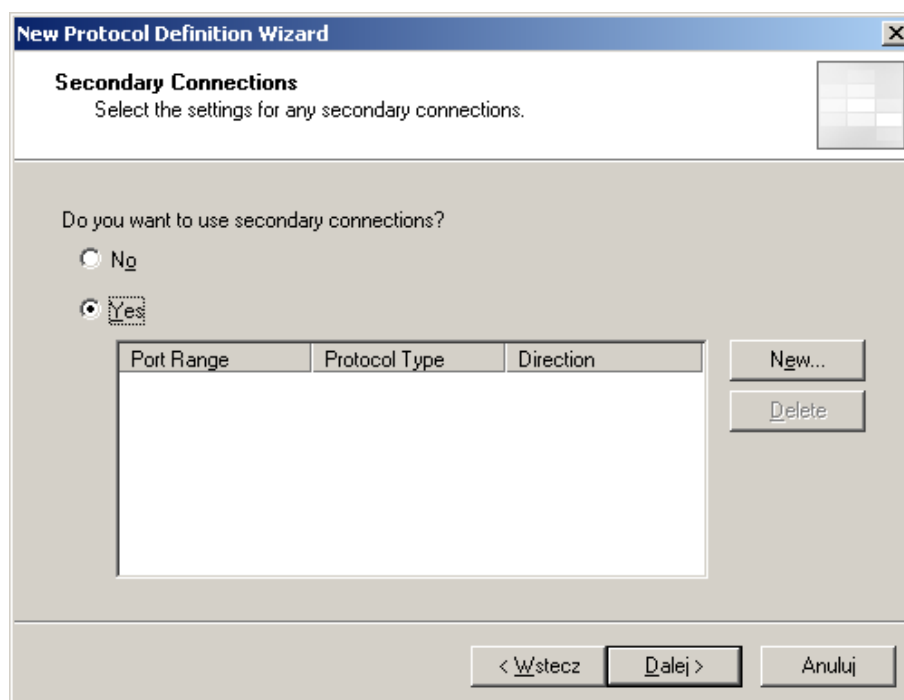 New Protocol Definition Wizard
Secondary Connections
Select the settings for any secondary connections.
Do you want to use secondary connections?
No
Yes
Port Range Protocol Type Direction
New...
Delete
< Wstecz Dalej > Anuluj